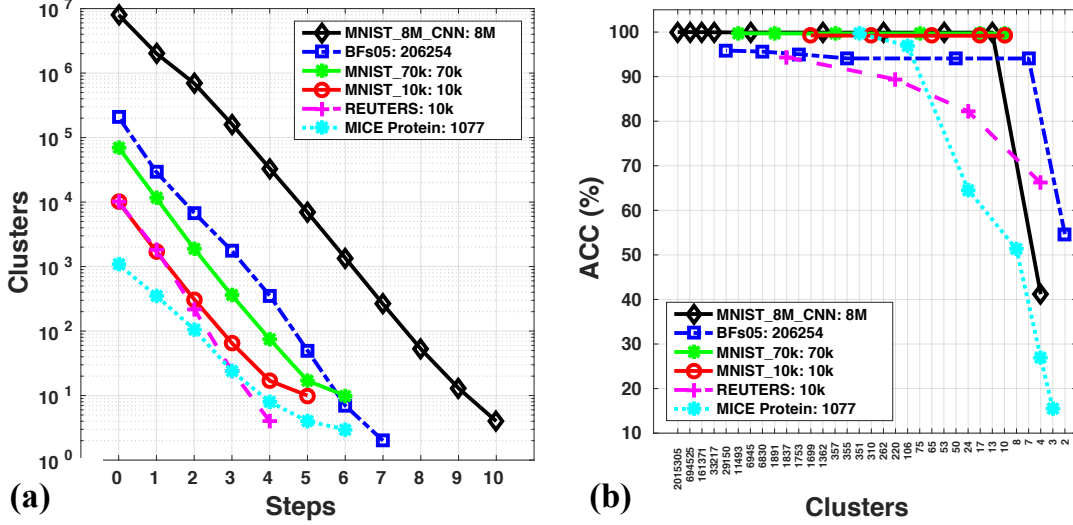 10^7
10^6
10^5
10^4
10^3
10^2
10^1
10^0
Clusters
MNIST_8M_CNN: 8M
BFs05: 206254
MNIST_70k: 70k
MNIST_10k: 10k
REUTERS: 10k
MICE Protein: 1077
0 1 2 3 4 5 6 7 8 9 10
Steps
(a)
100
90
80
70
60
50
40
30
20
10
ACC (%)
MNIST_8M_CNN: 8M
BFs05: 206254
MNIST_70k: 70k
MNIST_10k: 10k
REUTERS: 10k
MICE Protein: 1077
2015305
694525
161371
33217
29150
11493
6945
6830
1891
1837
1753
1699
1362
357
355
351
310
262
220
106
75
65
53
50
24
17
13
10
8
7
4
3
2
Clusters
(b)